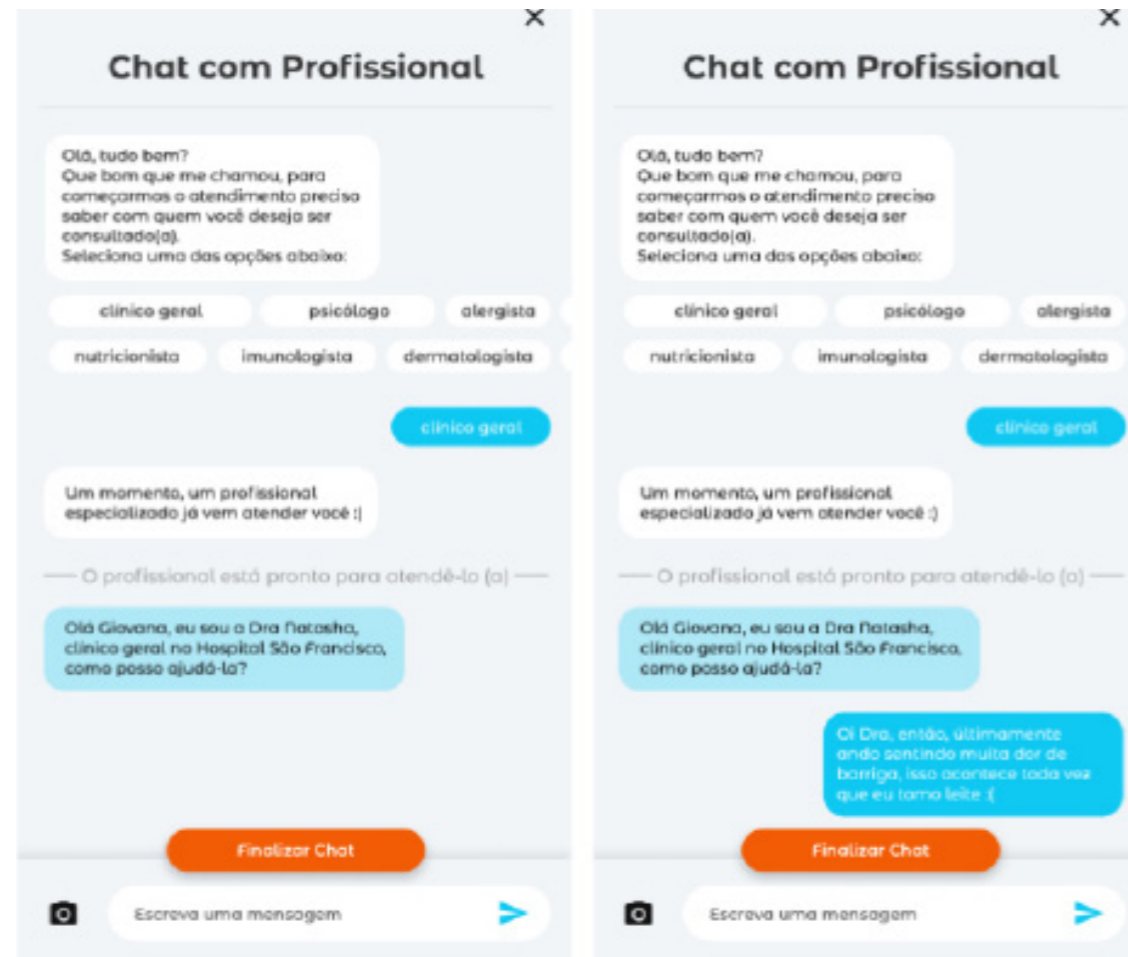 Chat com Profissional
Olá, tudo bem?
Que bom que me chamou, para
começarmos o atendimento preciso
saber com quem você deseja ser
consultado(a).
Seleciona uma das opções abaixo:
clínico geral
psicólogo
alergista
nutricionista
imunologista
dermatologista
clínico geral
Um momento, um profissional
especializado já vem atender você :)
O profissional está pronto para atendê-lo (a)
Olá Giovana, eu sou a Dra Natasha,
clínico geral no Hospital São Francisco,
como posso ajudá-la?
Finalizar Chat
Escreva uma mensagem
Chat com Profissional
Olá, tudo bem?
Que bom que me chamou, para
começarmos o atendimento preciso
saber com quem você deseja ser
consultado(a).
Seleciona uma das opções abaixo:
clínico geral
psicólogo
alergista
nutricionista
imunologista
dermatologista
clínico geral
Um momento, um profissional
especializado já vem atender você :)
O profissional está pronto para atendê-lo (a)
Olá Giovana, eu sou a Dra Natasha,
clínico geral no Hospital São Francisco,
como posso ajudá-la?
Oi Dra, então, últimamente
ando sentindo muita dor de
barriga, isso acontece toda vez
que eu tomo leite :(
Finalizar Chat
Escreva uma mensagem